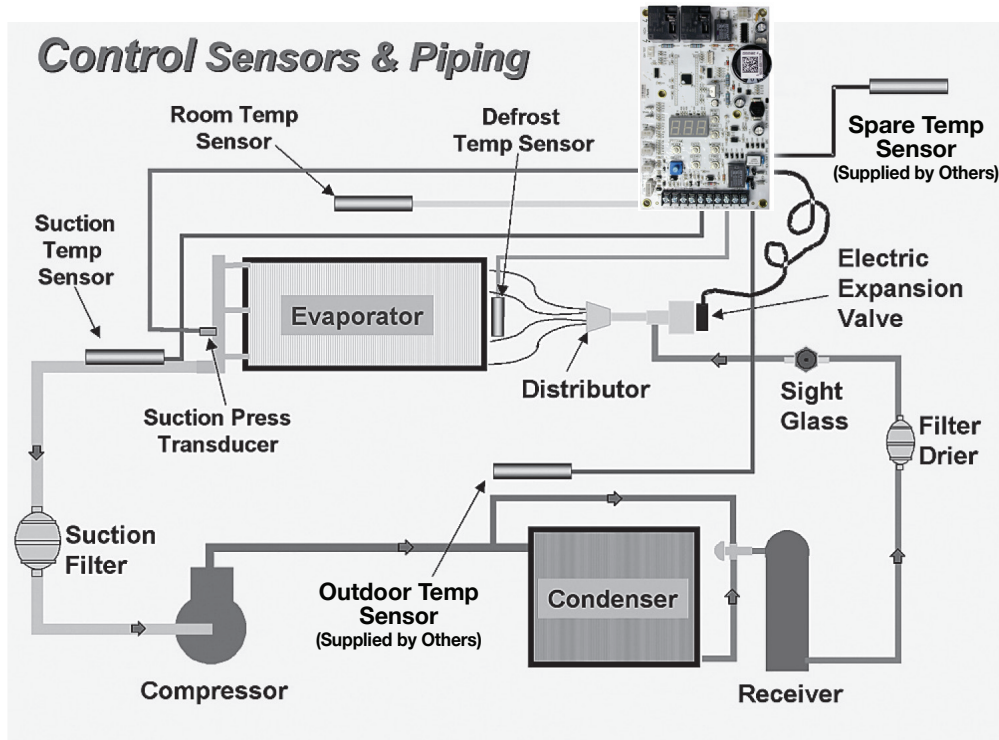 Control Sensors & Piping
Room Temp
Sensor
Defrost
Temp Sensor
Spare Temp
Sensor
(Supplied by Others)
Suction
Temp
Sensor
Evaporator
Electric
Expansion
Valve
Distributor
Sight
Glass
Suction Press
Transducer
Filter
Drier
Suction
Filter
Outdoor Temp
Sensor
(Supplied by Others)
Condenser
Compressor
Receiver